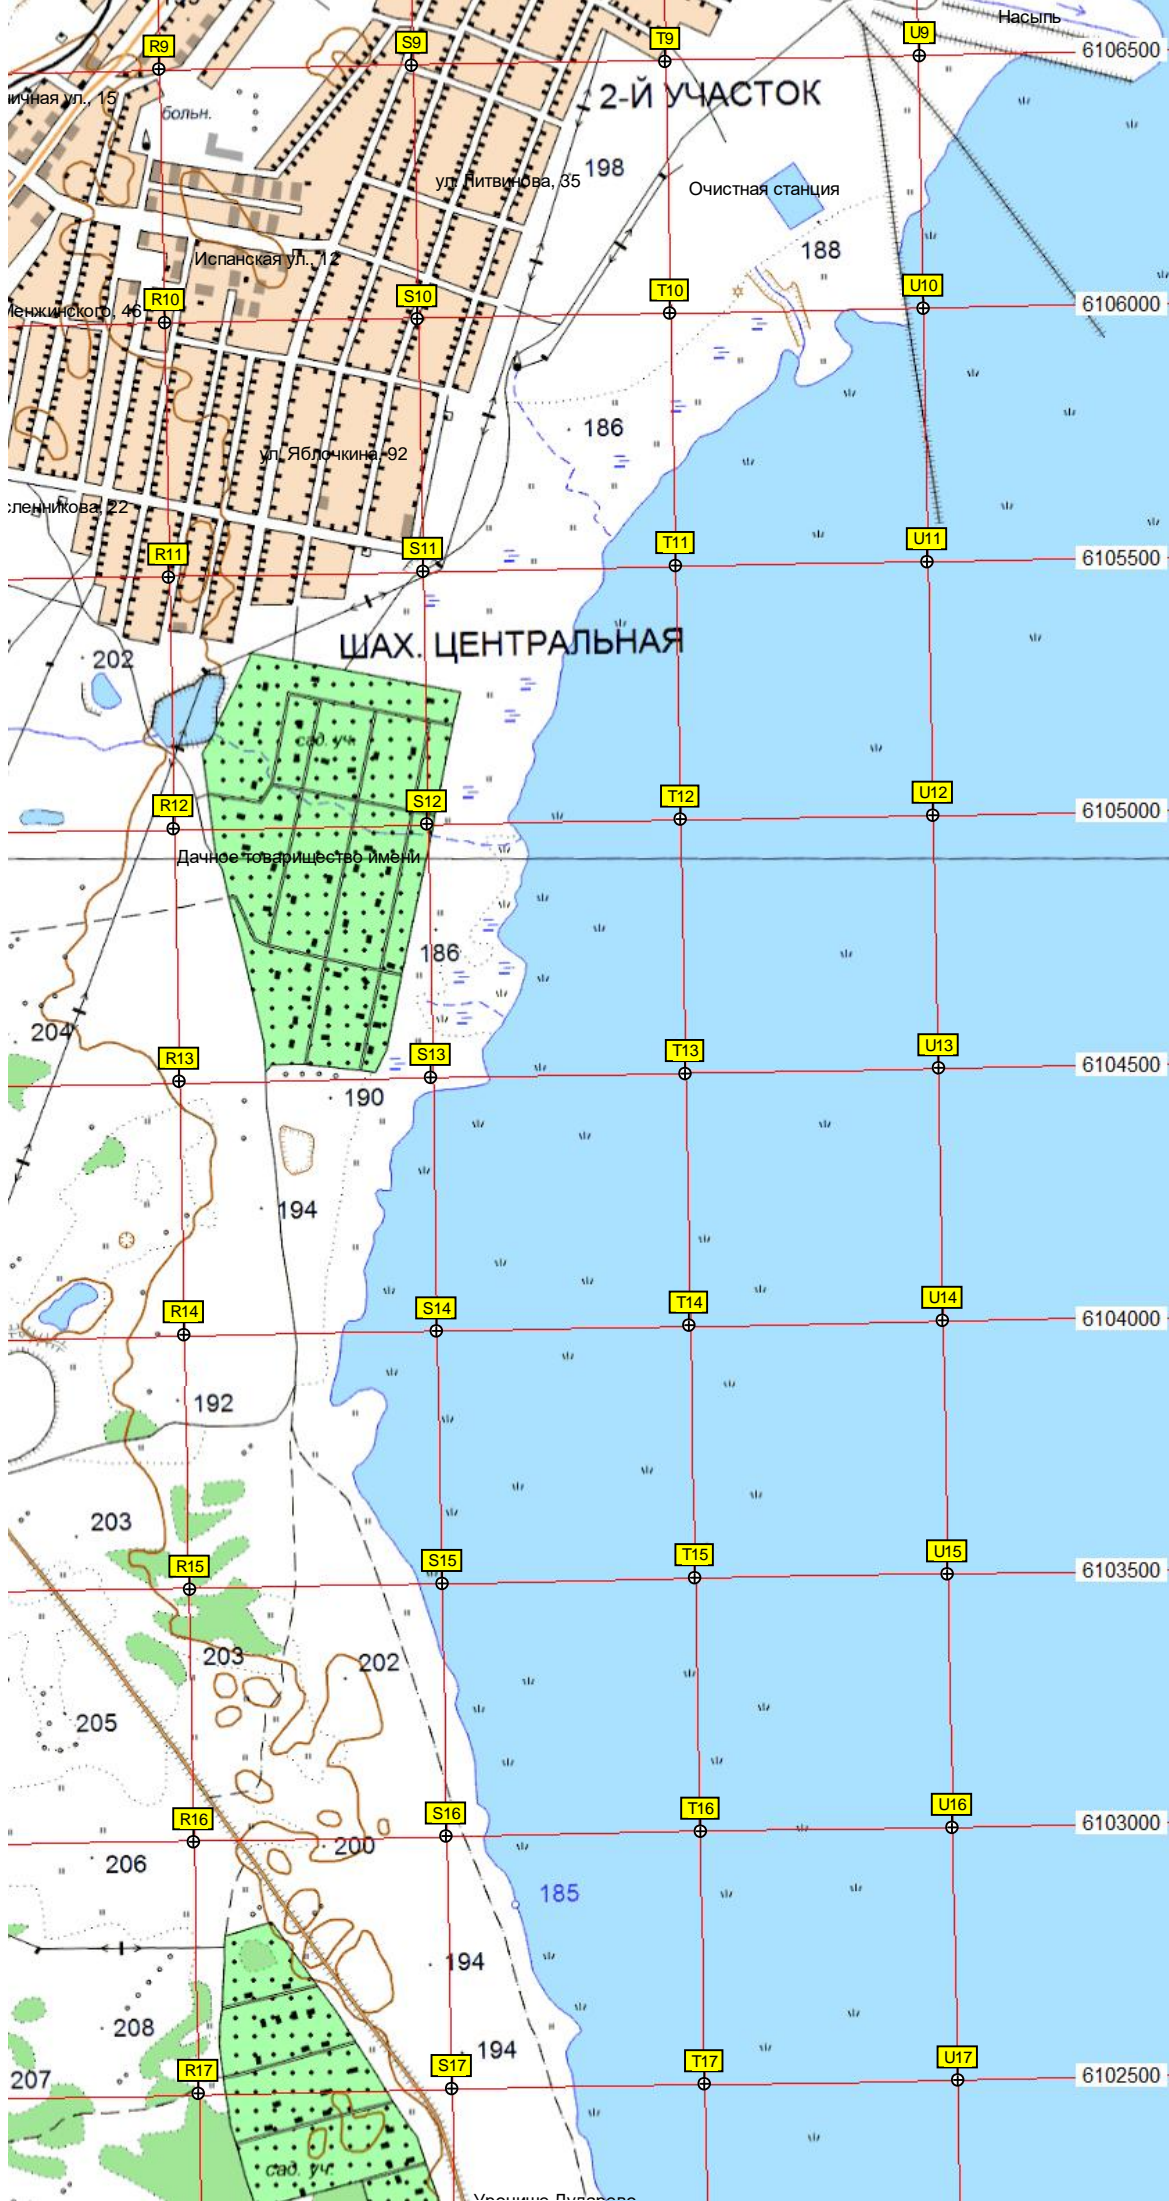 Насыпь
R9
S9
T9
U9
6106500
ичная ул., 15
больн.
2-Й УЧАСТОК
198
ул. Литвинова, 35
Очистная станция
188
Испанская ул., 12
R10
S10
T10
U10
6106000
Менжинского, 46
186
ул. Яблочкина, 92
сленникова, 22
R11
S11
T11
U11
6105500
ШАХ. ЦЕНТРАЛЬНАЯ
202
сад. уч.
R12
S12
T12
U12
6105000
Дачное товарищество имени
186
204
R13
S13
T13
U13
6104500
190
194
R14
S14
T14
U14
6104000
192
203
R15
S15
T15
U15
6103500
203
202
205
R16
S16
T16
U16
6103000
200
206
185
194
208
194
207
R17
S17
T17
U17
6102500
сад. уч.